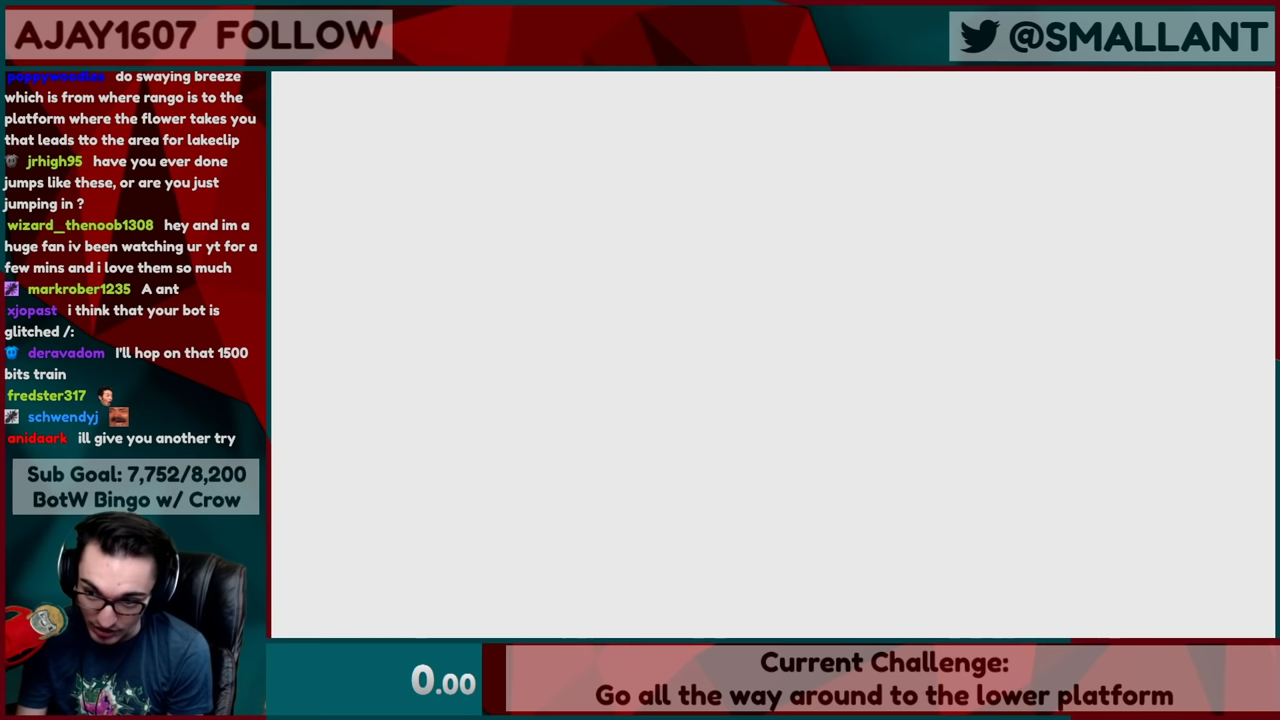 AJAY1607 FOLLOW
@SMALLANT
poppywoodlas do swaying breeze
which is from where rango is to the
platform where the flower takes you
that leads tto the area for lakeclip
jrhigh95 have you ever done
jumps like these, or are you just
jumping in ?
wizard_thenoob1308 hey and im a
huge fan iv been watching ur yt for a
few mins and i love them so much
markrober1235 A ant
xjopast i think that your bot is
glitched /:
deravadom I'll hop on that 1500
bits train
fredster317
schwendyj
anidaark ill give you another try
Sub Goal: 7,752/8,200
BotW Bingo w/ Crow
0.00
Current Challenge:
Go all the way around to the lower platform